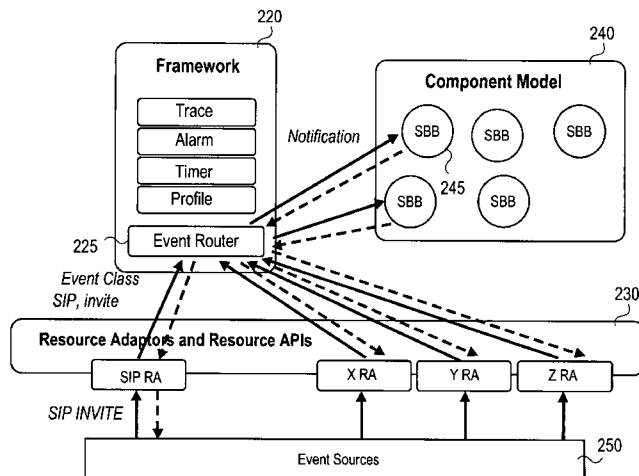 220
Framework
Trace
Alarm
Timer
Profile
225
Event Router
Notification
240
Component Model
SBB
SBB
SBB
245
SBB
SBB
Event Class
SIP, invite
230
Resource Adaptors and Resource APIs
SIP RA
X RA
Y RA
Z RA
SIP INVITE
250
Event Sources